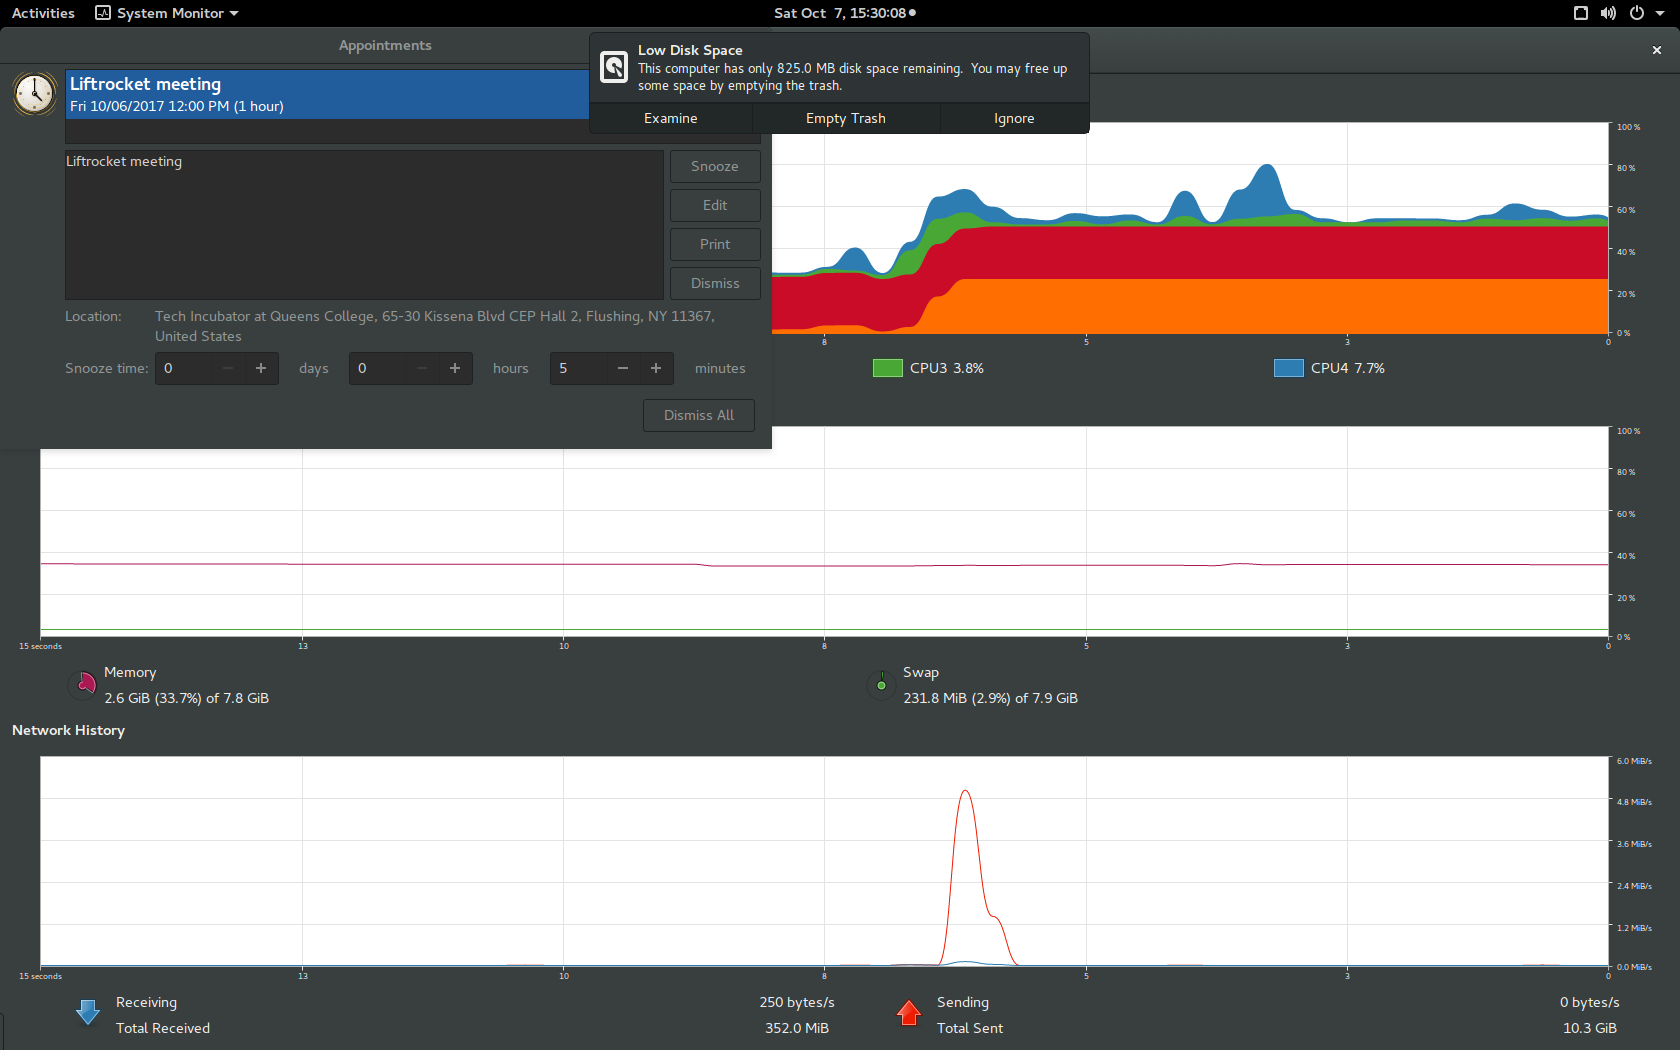 Activities
System Monitor
Sat Oct 7, 15:30:08
Appointments
Low Disk Space
This computer has only 825.0 MB disk space remaining. You may free up
some space by emptying the trash.
Examine
Empty Trash
Ignore
Liftrocket meeting
Fri 10/06/2017 12:00 PM (1 hour)
Liftrocket meeting
Snooze
Edit
Print
Dismiss
Location:
Tech Incubator at Queens College, 65-30 Kissena Blvd CEP Hall 2, Flushing, NY 11367,
United States
Snooze time:
0
days
0
hours
5
minutes
Dismiss All
100 %
80 %
60 %
40 %
20 %
0 %
8
5
3
0
CPU3 3.8%
CPU4 7.7%
100 %
80 %
60 %
40 %
20 %
0 %
15 seconds
13
10
8
5
3
0
Memory
2.6 GiB (33.7%) of 7.8 GiB
Swap
231.8 MiB (2.9%) of 7.9 GiB
Network History
6.0 MiB/s
4.8 MiB/s
3.6 MiB/s
2.4 MiB/s
1.2 MiB/s
0.0 MiB/s
15 seconds
13
10
8
5
3
0
Receiving
250 bytes/s
Total Received
352.0 MiB
Sending
0 bytes/s
Total Sent
10.3 GiB